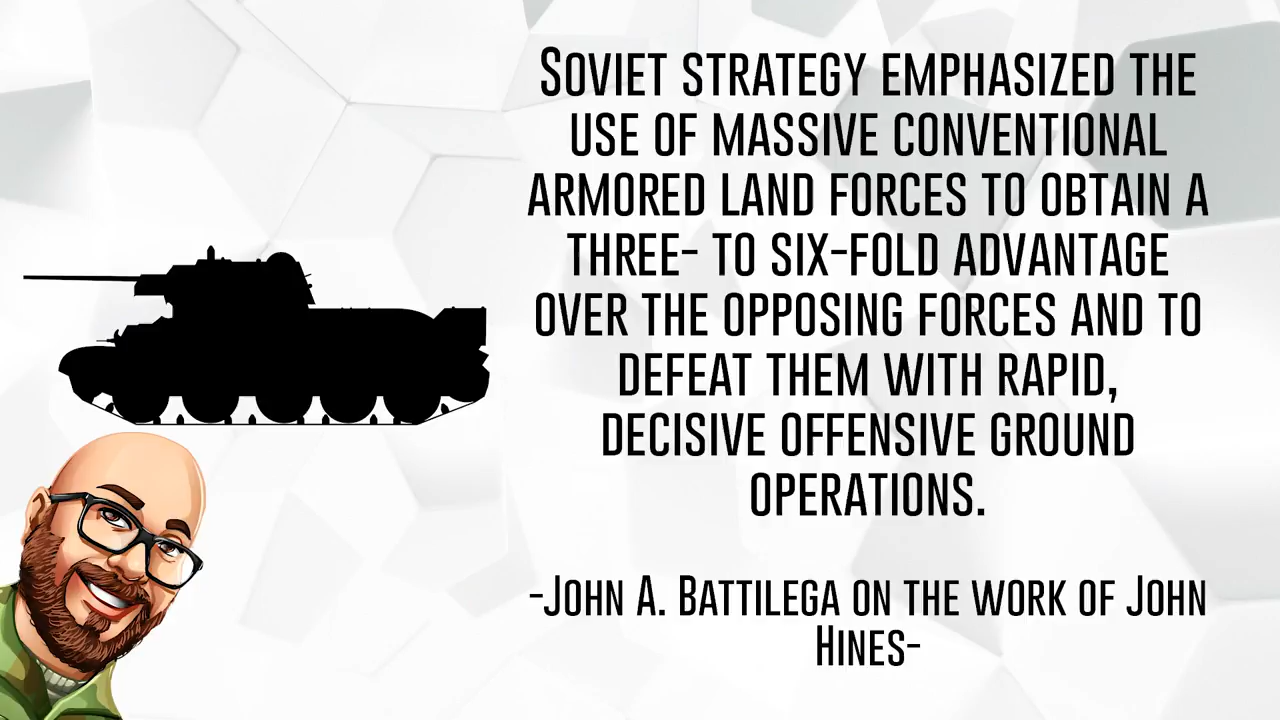 Soviet strategy emphasized the
use of massive conventional
armored land forces to obtain a
three- to six-fold advantage
over the opposing forces and to
defeat them with rapid,
decisive offensive ground
operations.
-John A. Battilega on the work of John
Hines-